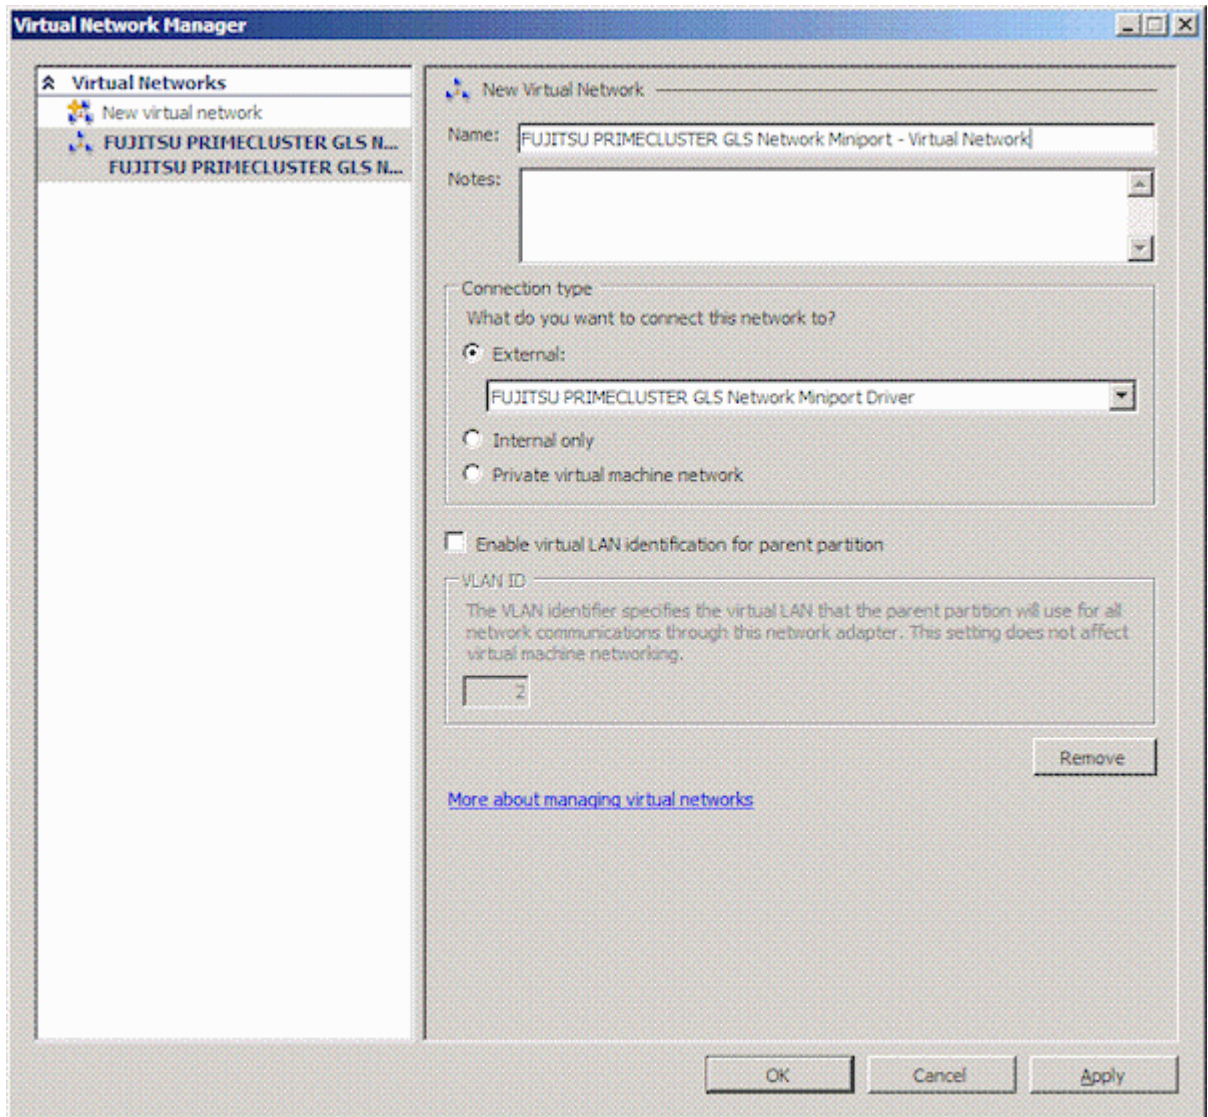 Virtual Network Manager
Virtual Networks
New virtual network
FUJITSU PRIMECLUSTER GLS N...
FUJITSU PRIMECLUSTER GLS N...
New Virtual Network
Name: FUJITSU PRIMECLUSTER GLS Network Miniport - Virtual Network
Notes:
Connection type
What do you want to connect this network to?
External:
FUJITSU PRIMECLUSTER GLS Network Miniport Driver
Internal only
Private virtual machine network
Enable virtual LAN identification for parent partition
VLAN ID
The VLAN identifier specifies the virtual LAN that the parent partition will use for all
network communications through this network adapter. This setting does not affect
virtual machine networking.
2
Remove
More about managing virtual networks
OK Cancel Apply